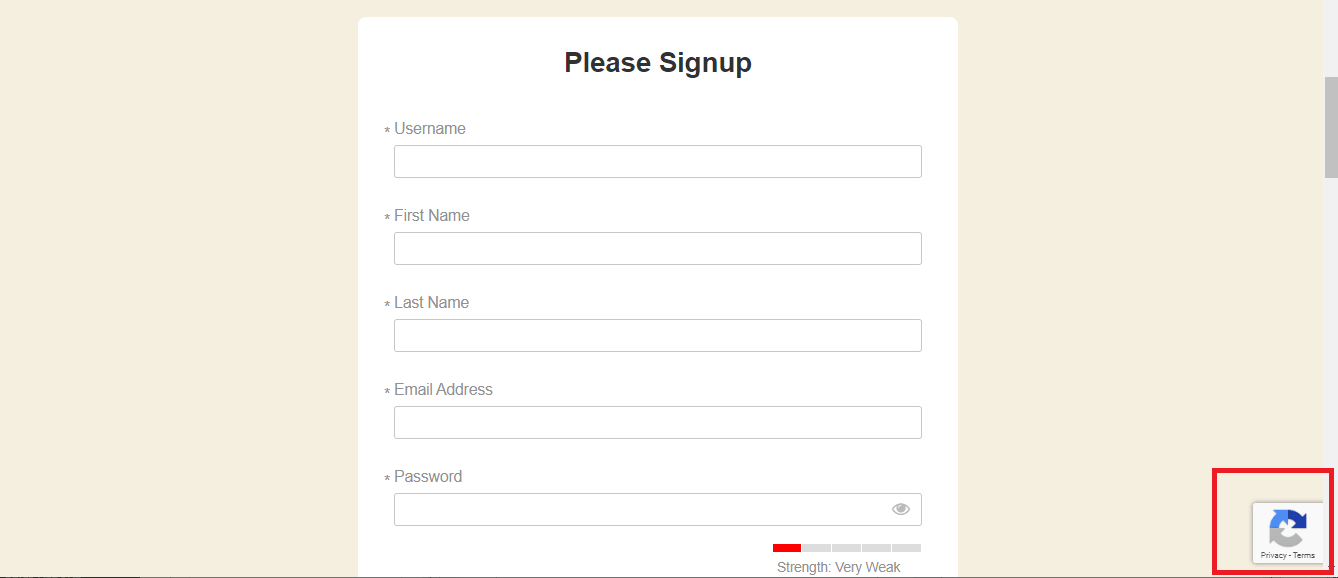 Please Signup
* Username
* First Name
* Last Name
* Email Address
* Password
Strength: Very Weak
Privacy - Terms